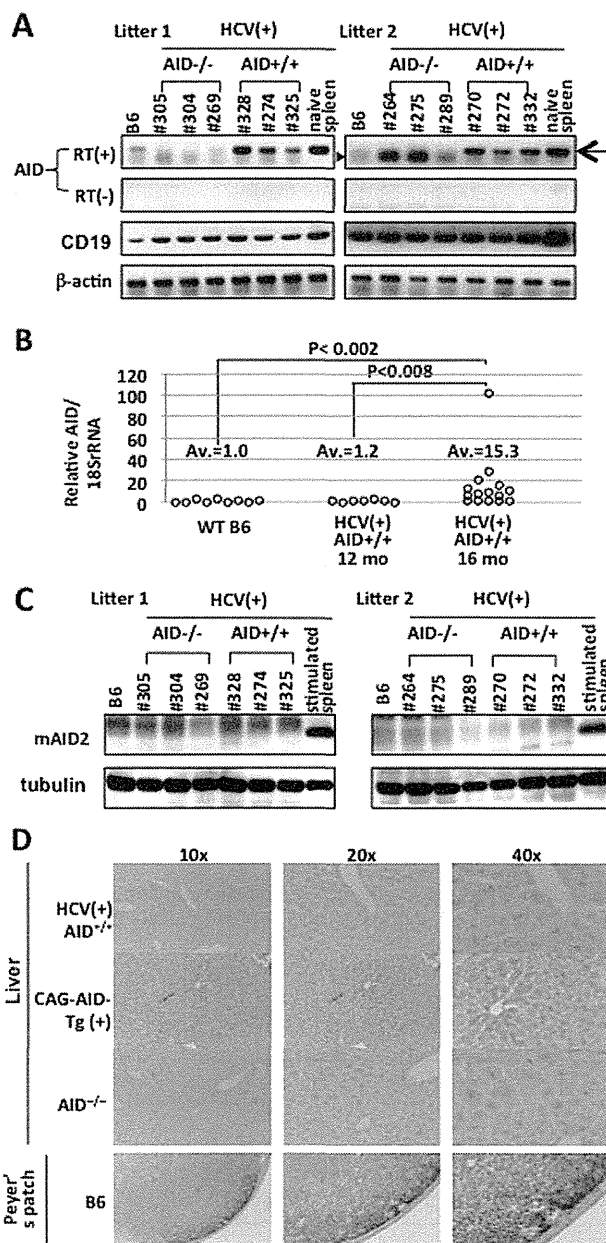 A
Litter 1 HCV(+) Litter 2 HCV(+)
AID-/- AID+/+ AID-/- AID+/+
B6 #305 #304 #269 #328 #274 #325 naive spleen B6 #264 #275 #289 #270 #272 #332 naive spleen
AID RT(+)
RT(-)
CD19
β-actin
B
P< 0.002
P<0.008
Relative AID/ 18SrRNA
120
100
80
60
40
20
0
Av.=1.0 Av.=1.2 Av.=15.3
WT B6 HCV(+) AID+/+ 12 mo HCV(+) AID+/+ 16 mo
C
Litter 1 HCV(+) Litter 2 HCV(+)
AID-/- AID+/+ AID-/- AID+/+
B6 #305 #304 #269 #328 #274 #325 stimulated spleen B6 #264 #275 #289 #270 #272 #332 stimulated spleen
mAID2
tubulin
D
10x 20x 40x
Liver
HCV(+)
AID+/+
CAG-AID-
Tg (+)
AID-/-
Peyer'
s patch
B6